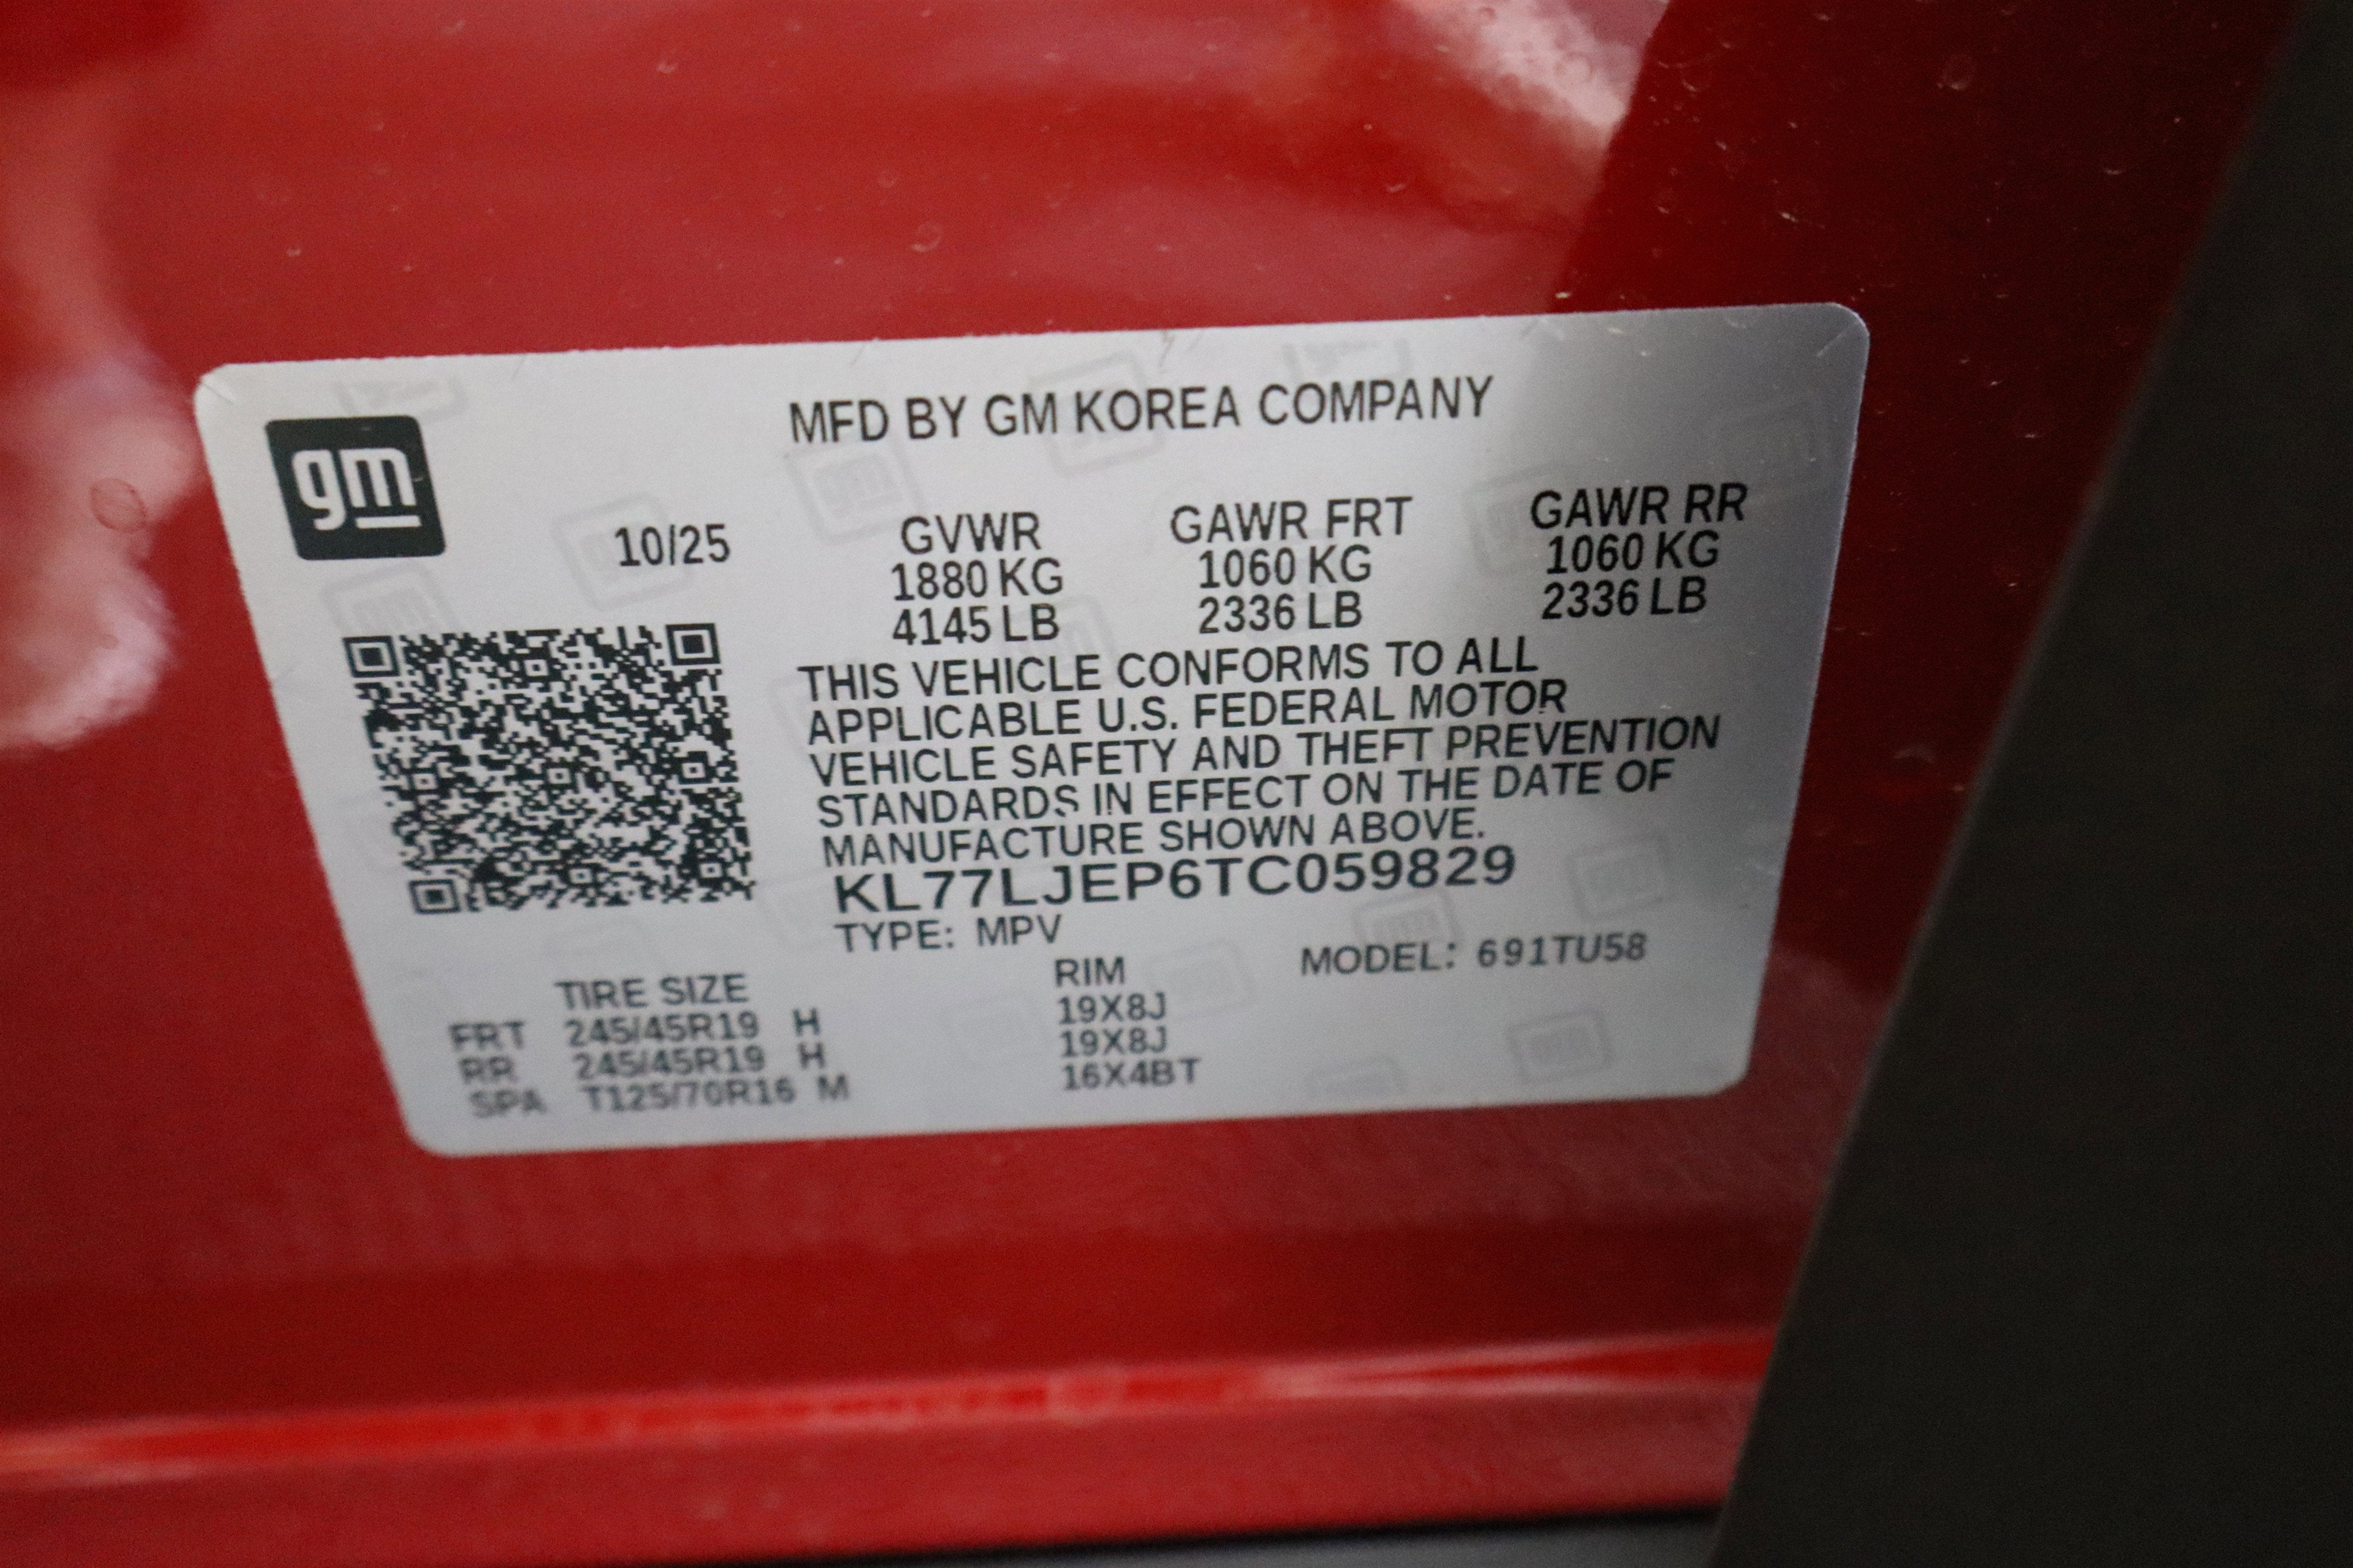 gm
MFD BY GM KOREA COMPANY
10/25
GVWR GAWR FRT GAWR RR
1880 KG 1060 KG 1060 KG
4145 LB 2336 LB 2336 LB
THIS VEHICLE CONFORMS TO ALL
APPLICABLE U.S. FEDERAL MOTOR
VEHICLE SAFETY AND THEFT PREVENTION
STANDARDS IN EFFECT ON THE DATE OF
MANUFACTURE SHOWN ABOVE.
KL77LJEP6TC059829
TYPE: MPV
MODEL: 691TU58
TIRE SIZE RIM
FRT 245/45R19 H 19X8J
RR 245/45R19 H 19X8J
SPA T125/70R16 M 16X4BT